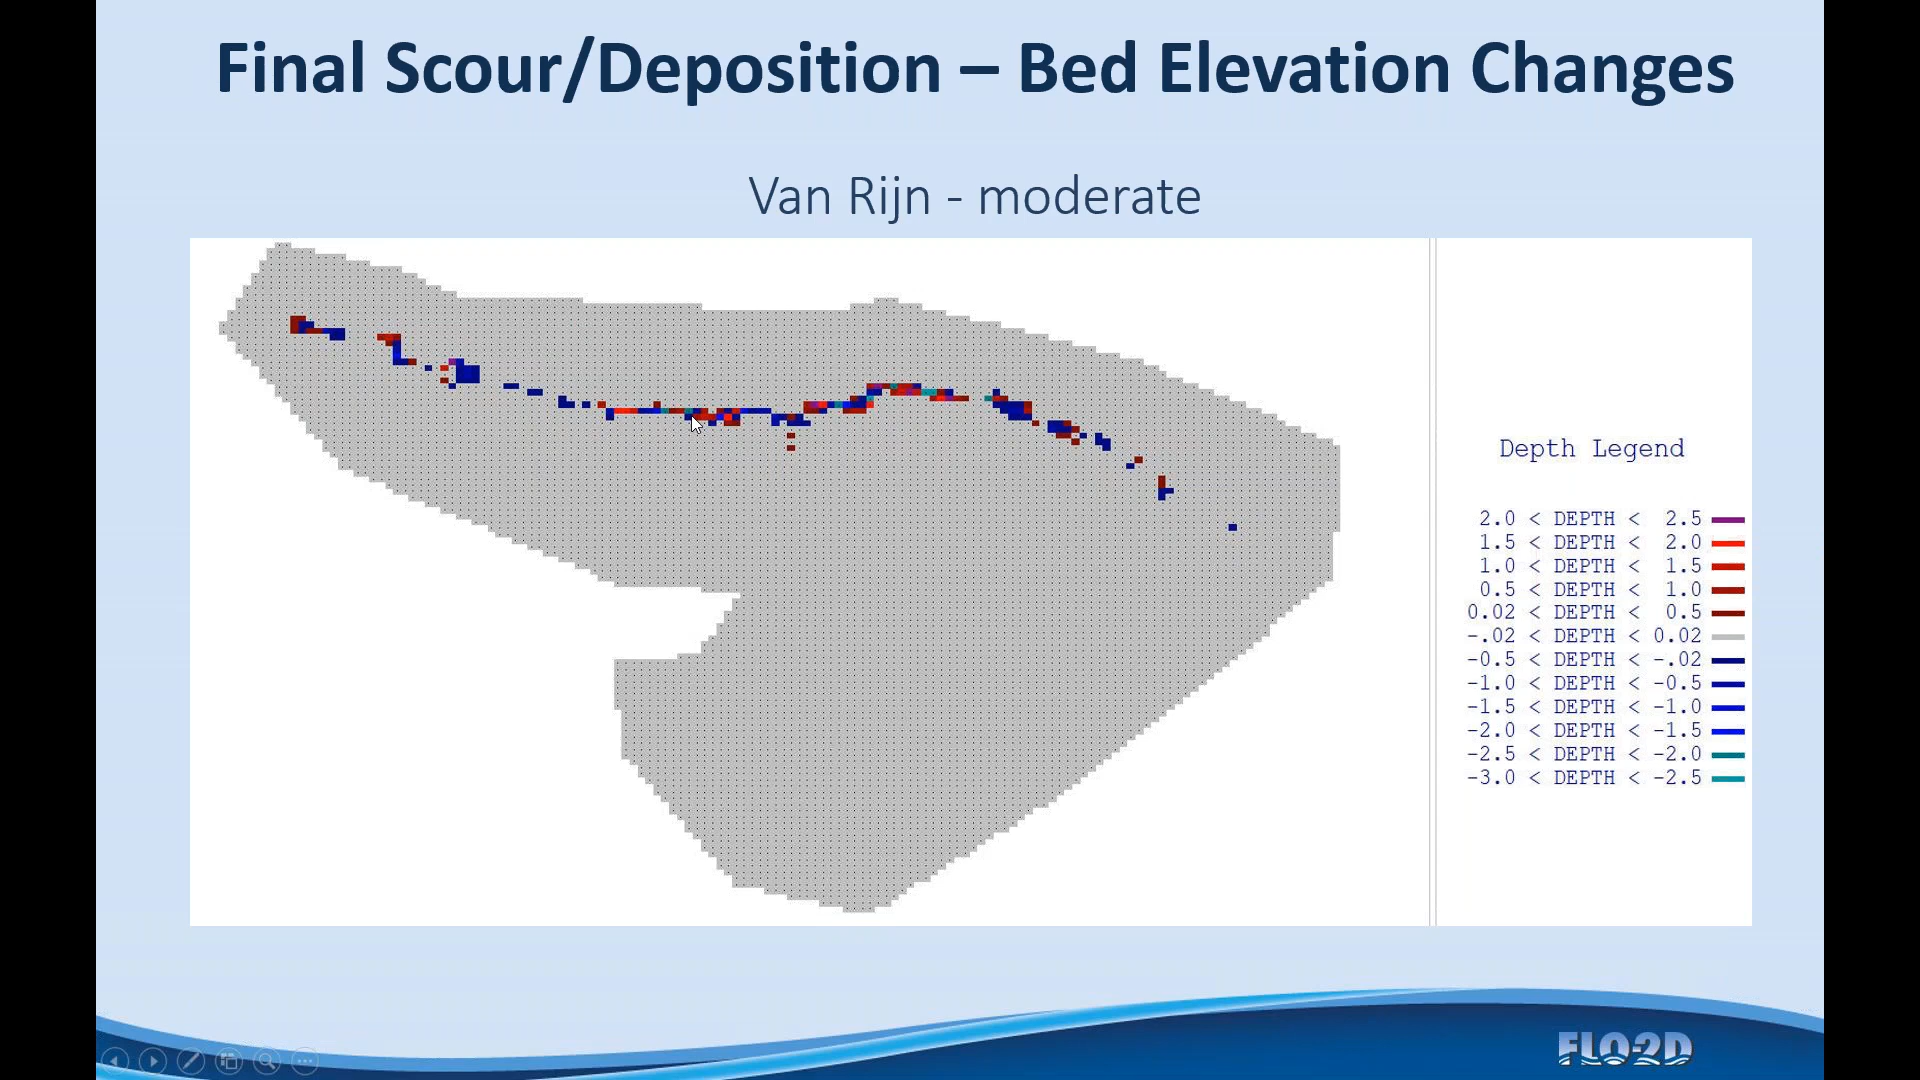 Final Scour/Deposition – Bed Elevation Changes
Van Rijn - moderate
Depth Legend
2.0 < DEPTH < 2.5
1.5 < DEPTH < 2.0
1.0 < DEPTH < 1.5
0.5 < DEPTH < 1.0
0.02 < DEPTH < 0.5
-.02 < DEPTH < 0.02
-0.5 < DEPTH < -.02
-1.0 < DEPTH < -0.5
-1.5 < DEPTH < -1.0
-2.0 < DEPTH < -1.5
-2.5 < DEPTH < -2.0
-3.0 < DEPTH < -2.5
FLO-2D